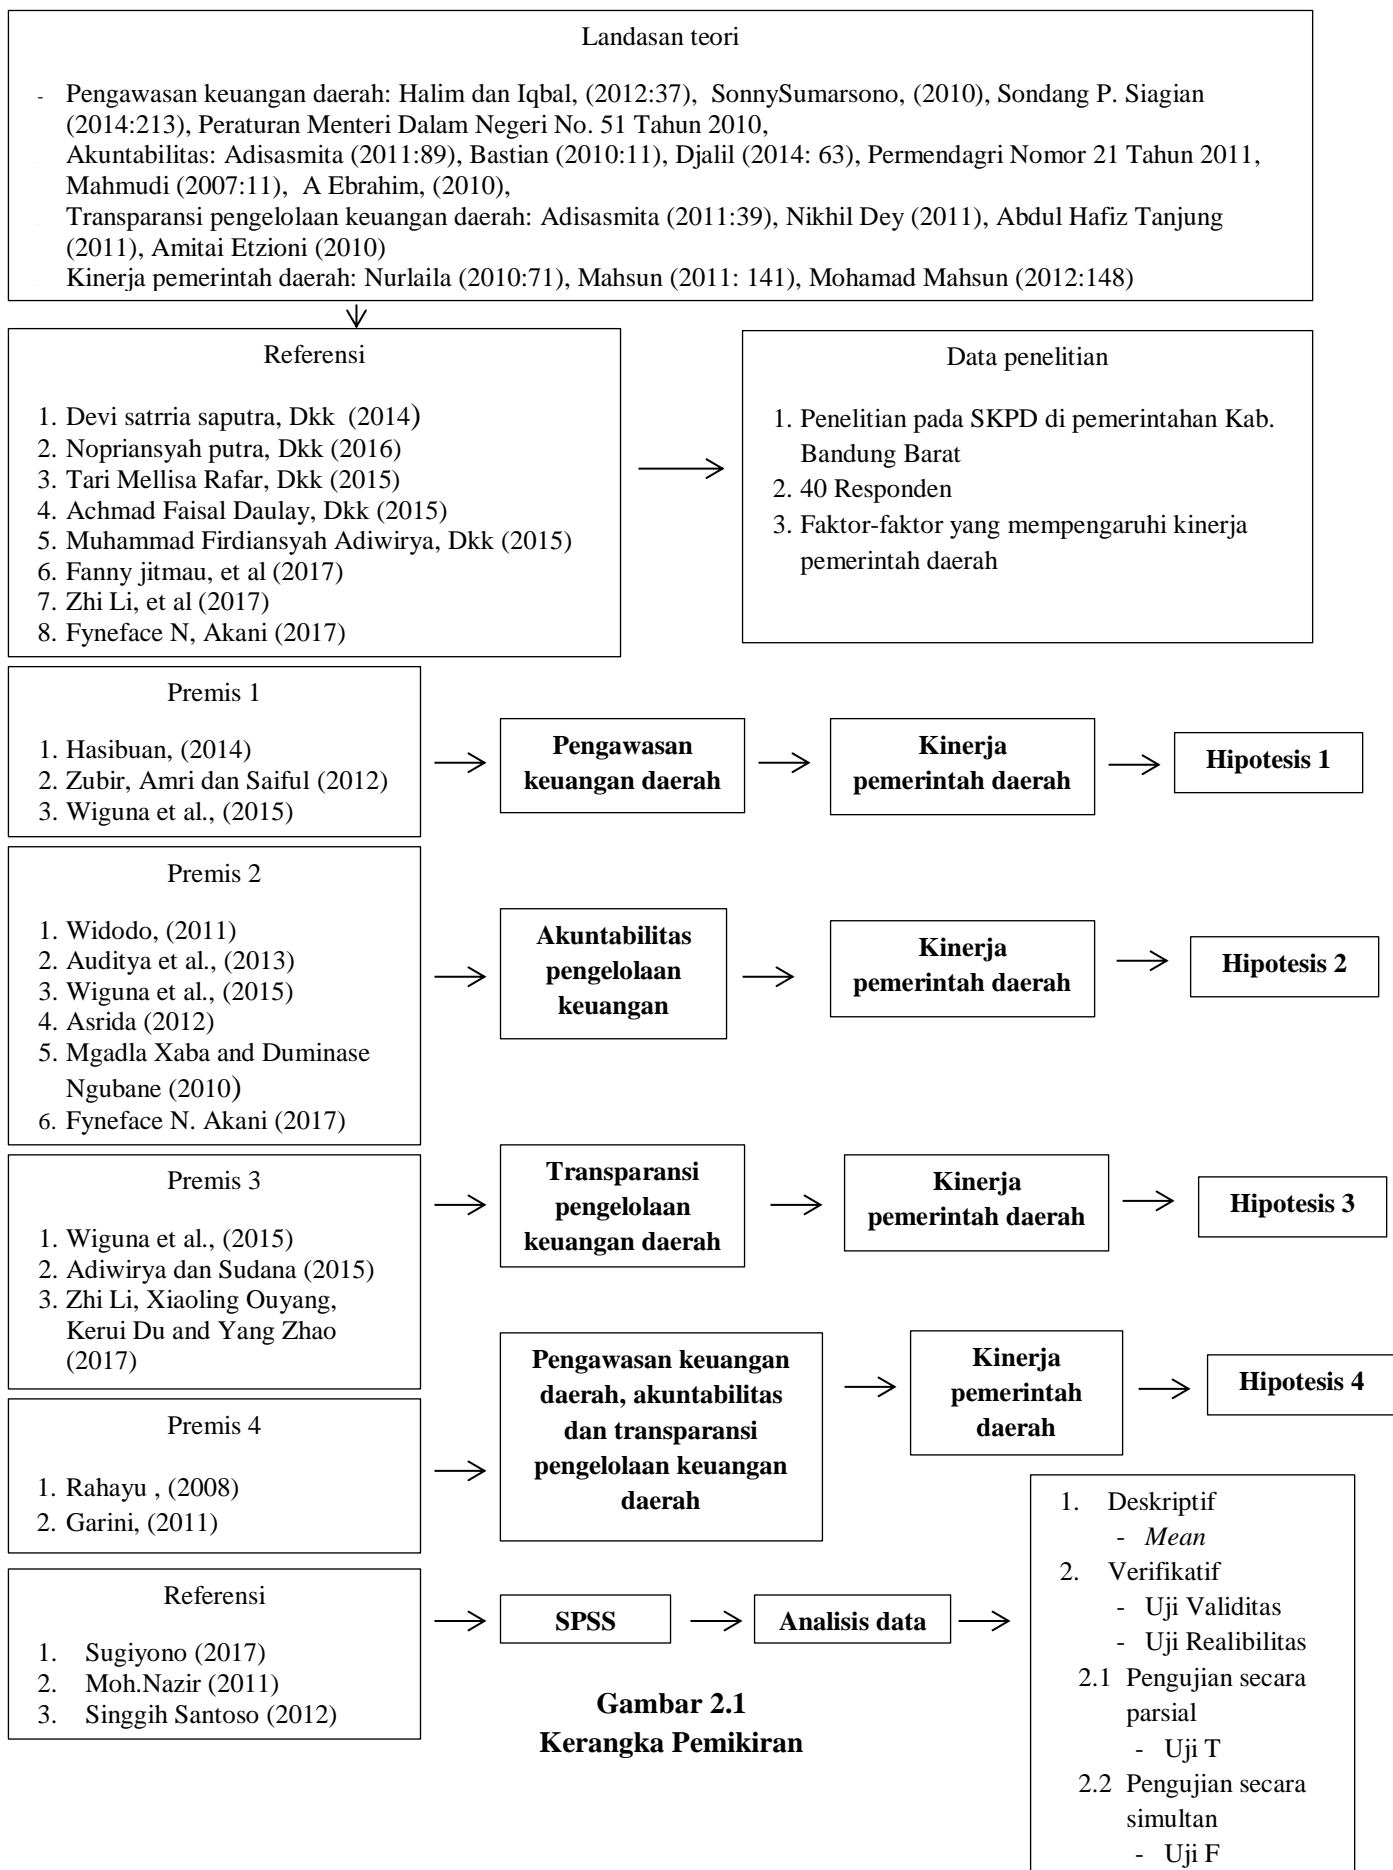 Landasan teori
- Pengawasan keuangan daerah: Halim dan Iqbal, (2012:37), SonnySumarsono, (2010), Sondang P. Siagian
(2014:213), Peraturan Menteri Dalam Negeri No. 51 Tahun 2010,
Akuntabilitas: Adisasmita (2011:89), Bastian (2010:11), Djalil (2014: 63), Permendagri Nomor 21 Tahun 2011,
Mahmudi (2007:11), A Ebrahim, (2010),
Transparansi pengelolaan keuangan daerah: Adisasmita (2011:39), Nikhil Dey (2011), Abdul Hafiz Tanjung
(2011), Amitai Etzioni (2010)
Kinerja pemerintah daerah: Nurlaila (2010:71), Mahsun (2011: 141), Mohamad Mahsun (2012:148)
Referensi
1. Devi satrria saputra, Dkk (2014)
2. Nopriansyah putra, Dkk (2016)
3. Tari Mellisa Rafar, Dkk (2015)
4. Achmad Faisal Daulay, Dkk (2015)
5. Muhammad Firdiansyah Adiwirya, Dkk (2015)
6. Fanny jitmau, et al (2017)
7. Zhi Li, et al (2017)
8. Fyneface N, Akani (2017)
Data penelitian
1. Penelitian pada SKPD di pemerintahan Kab.
Bandung Barat
2. 40 Responden
3. Faktor-faktor yang mempengaruhi kinerja
pemerintah daerah
Premis 1
1. Hasibuan, (2014)
2. Zubir, Amri dan Saiful (2012)
3. Wiguna et al., (2015)
Pengawasan
keuangan daerah
Kinerja
pemerintah daerah
Hipotesis 1
Premis 2
1. Widodo, (2011)
2. Auditya et al., (2013)
3. Wiguna et al., (2015)
4. Asrida (2012)
5. Mgadla Xaba and Duminase
Ngubane (2010)
6. Fyneface N. Akani (2017)
Akuntabilitas
pengelolaan
keuangan
Kinerja
pemerintah daerah
Hipotesis 2
Premis 3
1. Wiguna et al., (2015)
2. Adiwirya dan Sudana (2015)
3. Zhi Li, Xiaoling Ouyang,
Kerui Du and Yang Zhao
(2017)
Transparansi
pengelolaan
keuangan daerah
Kinerja
pemerintah daerah
Hipotesis 3
Premis 4
1. Rahayu , (2008)
2. Garini, (2011)
Pengawasan keuangan
daerah, akuntabilitas
dan transparansi
pengelolaan keuangan
daerah
Kinerja
pemerintah
daerah
Hipotesis 4
Referensi
1. Sugiyono (2017)
2. Moh.Nazir (2011)
3. Singgih Santoso (2012)
SPSS
Analisis data
1. Deskriptif
- Mean
2. Verifikatif
- Uji Validitas
- Uji Realibilitas
2.1 Pengujian secara
parsial
- Uji T
2.2 Pengujian secara
simultan
- Uji F
Gambar 2.1
Kerangka Pemikiran